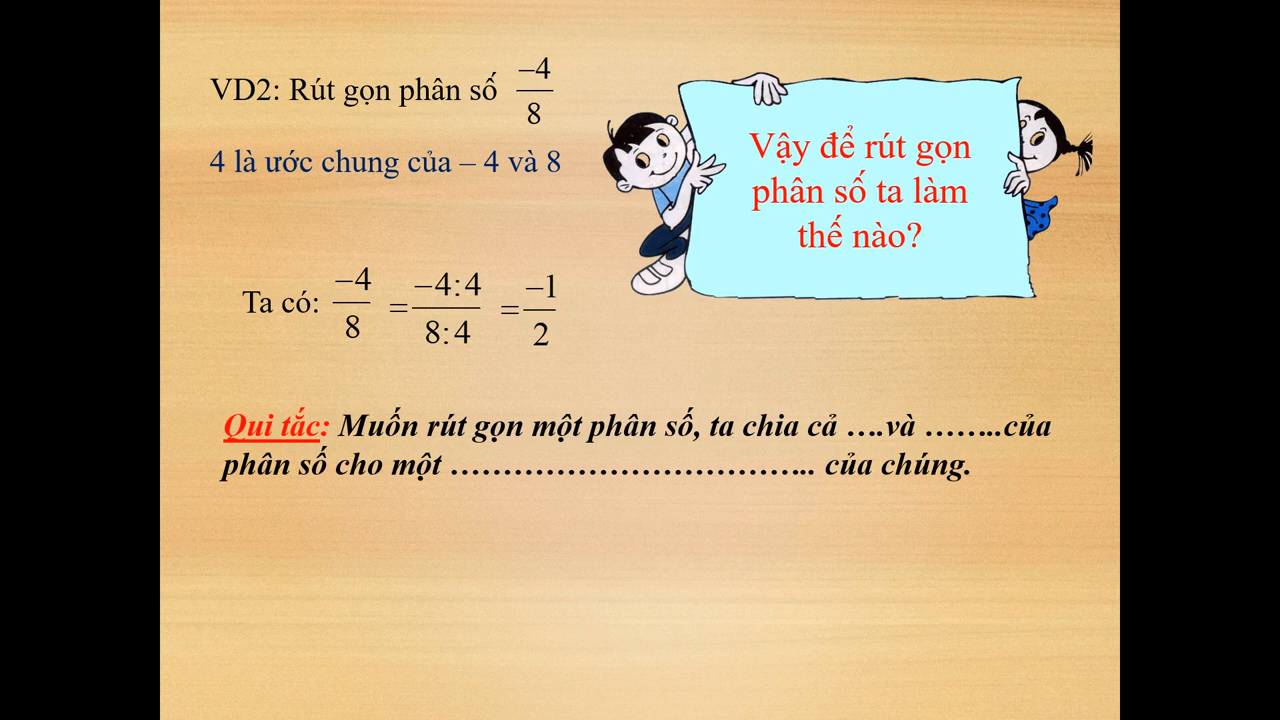 VD2: Rút gọn phân số –4/8
4 là ước chung của – 4 và 8
Vậy để rút gọn
phân số ta làm
thế nào?
Ta có: –4/8 = –4:4/8:4 = –1/2
Qui tắc: Muốn rút gọn một phân số, ta chia cả ….và ……..của
phân số cho một …………………………….. của chúng.